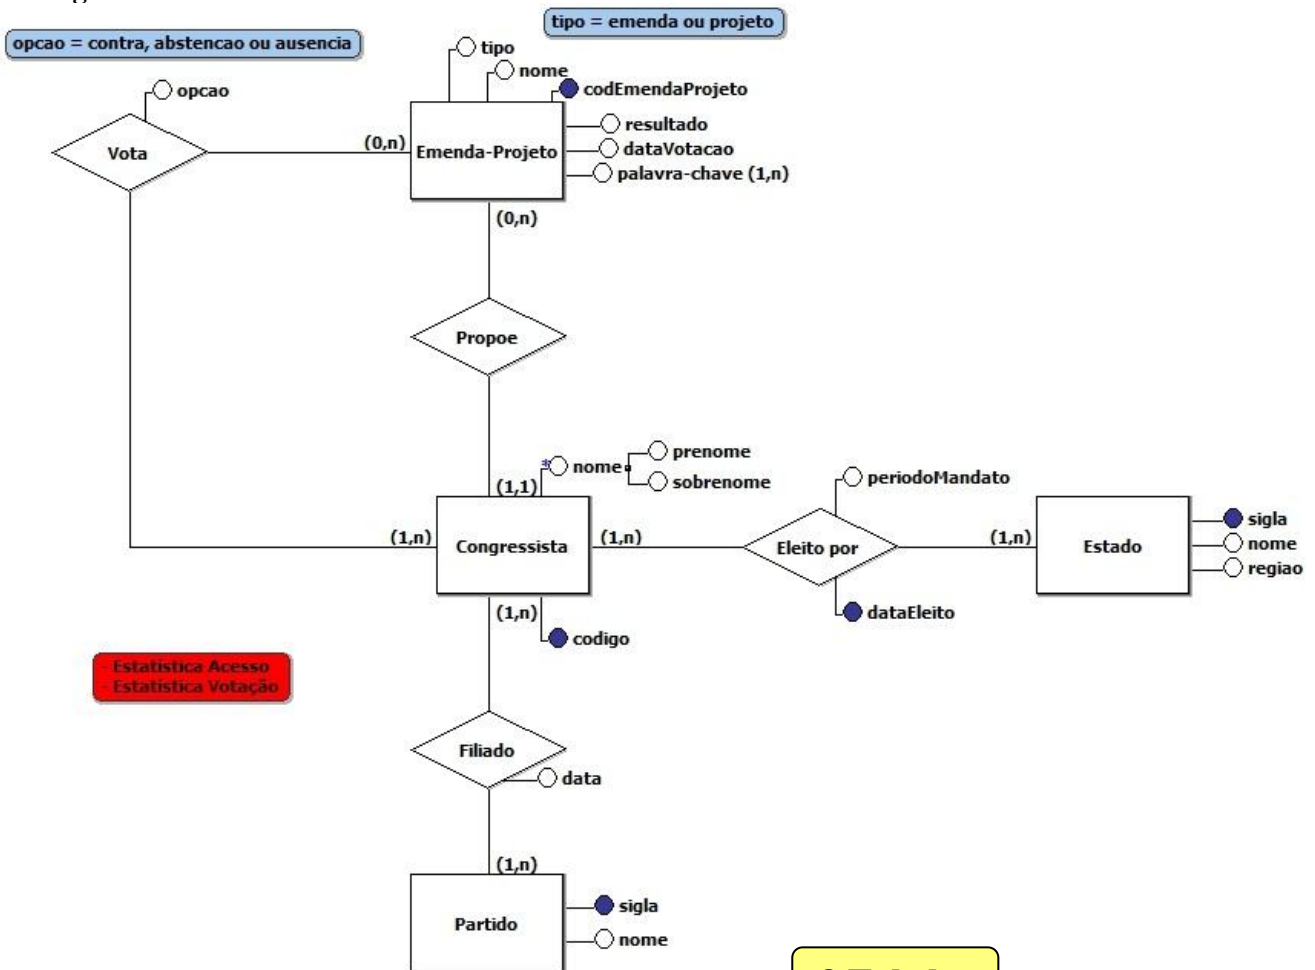 tipo = emenda ou projeto
opcao = contra, abstencao ou ausencia
tipo
nome
codEmendaProjeto
opcao
resultado
(0,n)
Vota
Emenda-Projeto
dataVotacao
palavra-chave (1,n)
(0,n)
Propoe
prenome
* nome
sobrenome
periodoMandato
(1,1)
sigla
(1,n)
Congressista
(1,n)
Eleito por
(1,n)
Estado
nome
regiao
(1,n)
dataEleito
codigo
- Estatística Acesso
- Estatística Votação
Filiado
data
(1,n)
sigla
Partido
nome